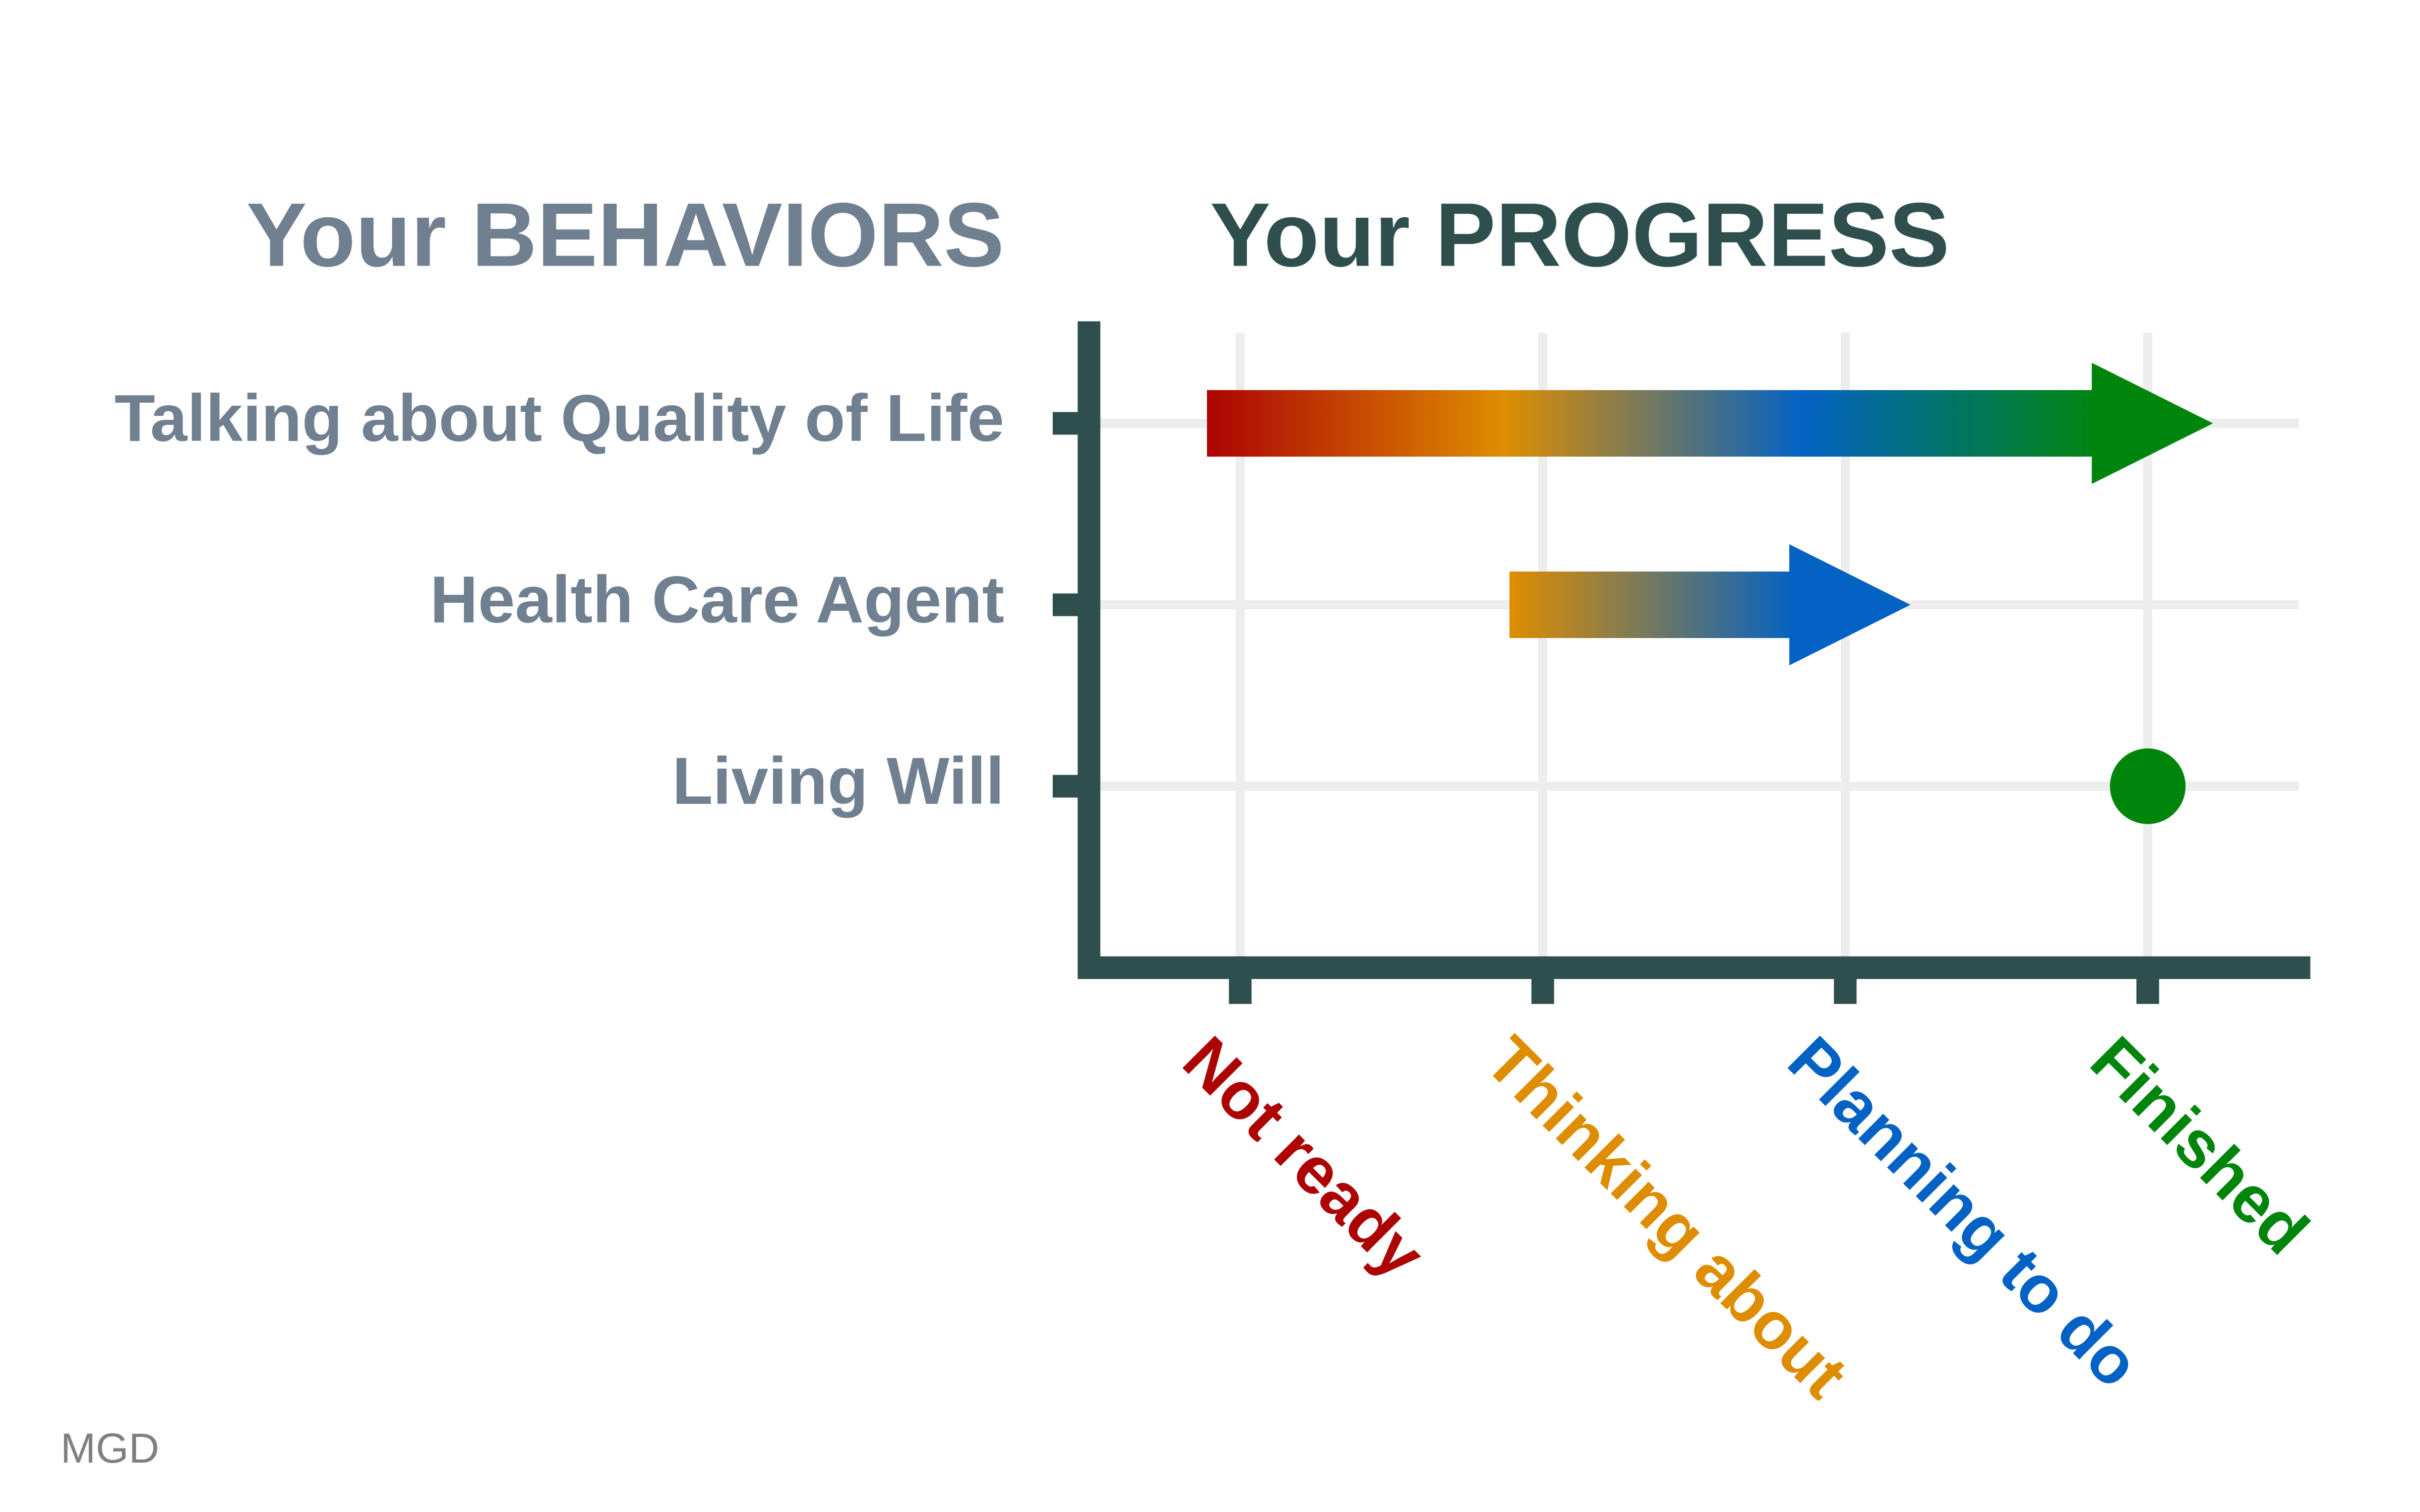 Your BEHAVIORS
Your PROGRESS
Talking about Quality of Life
Health Care Agent
Living Will
Not ready
Thinking about
Planning to do
Finished
MGD